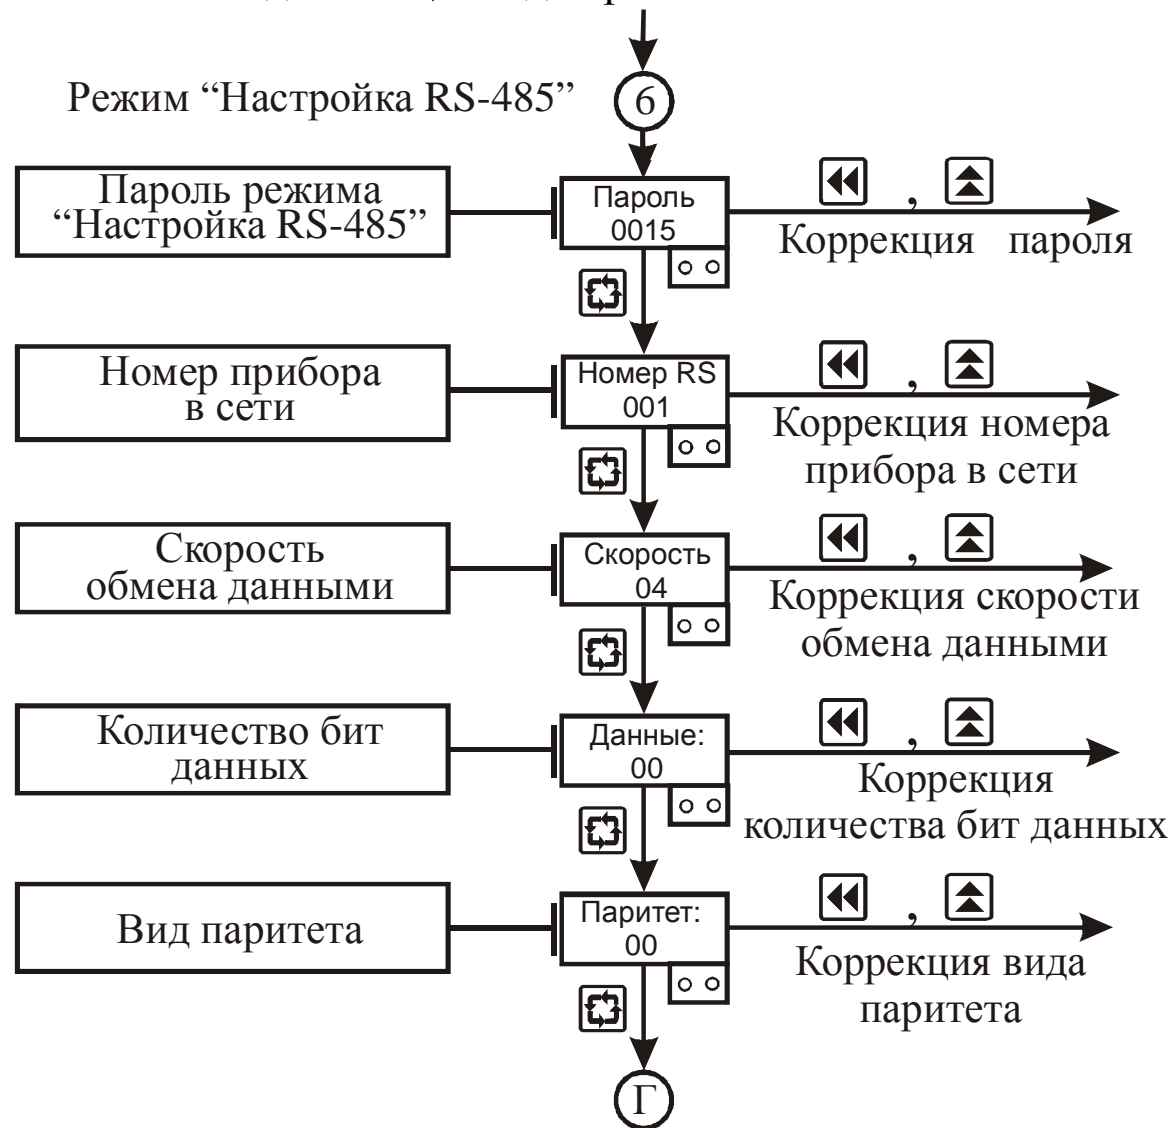 Режим “Настройка RS-485”
6
Пароль режима
“Настройка RS-485”
Пароль
0015
,
Коррекция пароля
Номер прибора
в сети
Номер RS
001
,
Коррекция номера
прибора в сети
Скорость
обмена данными
Скорость
04
,
Коррекция скорости
обмена данными
Количество бит
данных
Данные:
00
,
Коррекция
количества бит данных
Вид паритета
Паритет:
00
,
Коррекция вида
паритета
Г